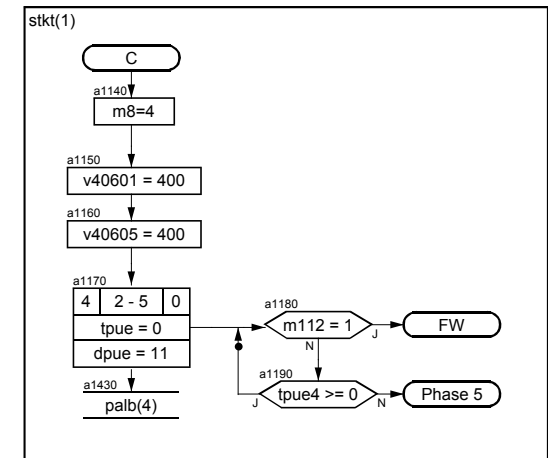 stkt(1)
C
a1140
m8=4
a1150
v40601 = 400
a1160
v40605 = 400
a1170
4 2 - 5 0
tpue = 0
dpue = 11
a1180
m112 = 1
J
FW
N
a1190
tpue4 >= 0
J
N
Phase 5
a1430
palb(4)